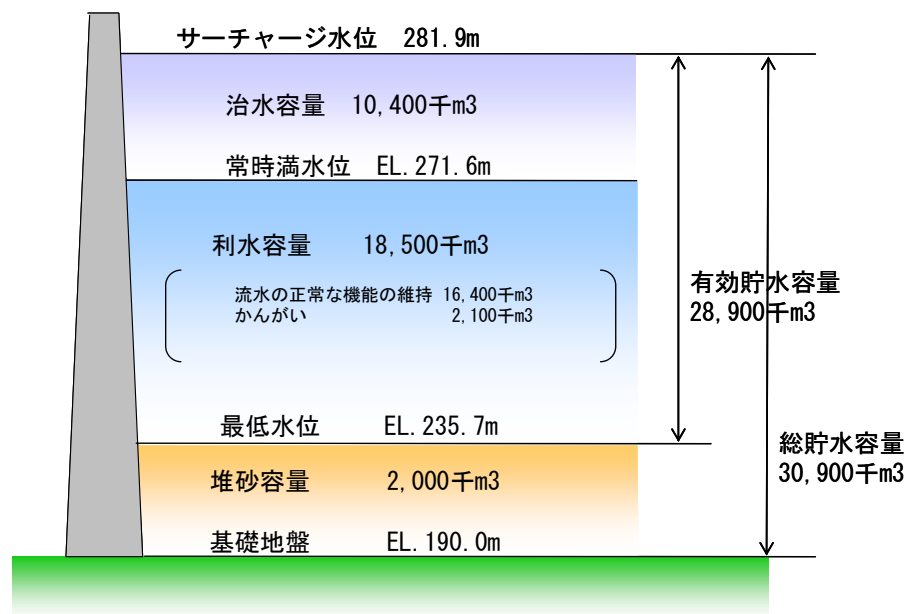 サーチャージ水位 281.9m
治水容量 10,400千m3
常時満水位 EL.271.6m
利水容量 18,500千m3
流水の正常な機能の維持 16,400千m3
かんがい 2,100千m3
有効貯水容量
28,900千m3
最低水位 EL.235.7m
総貯水容量
30,900千m3
堆砂容量 2,000千m3
基礎地盤 EL.190.0m